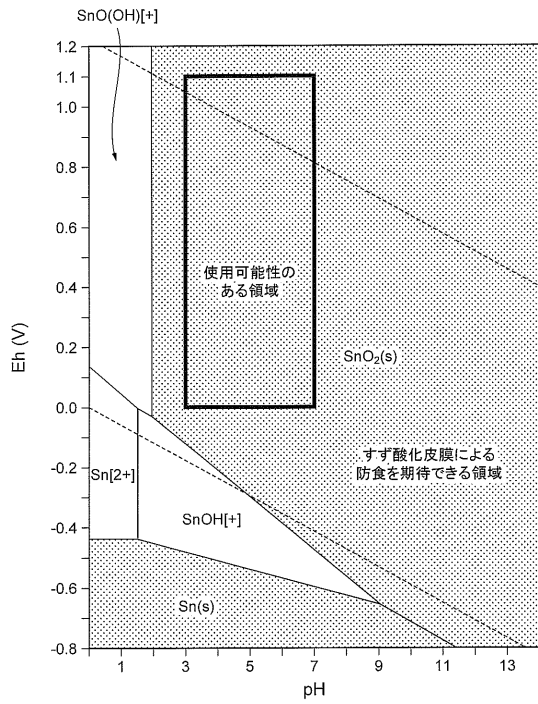 SnO(OH)[+]
1.2
1.1
1.0
0.8
0.6
0.4
0.2
0.0
-0.2
-0.4
-0.6
-0.8
Eh (V)
使用可能性の
ある領域
SnO₂(s)
すず酸化皮膜による
防食を期待できる領域
Sn[2+]
SnOH[+]
Sn(s)
1 3 5 7 9 11 13
pH